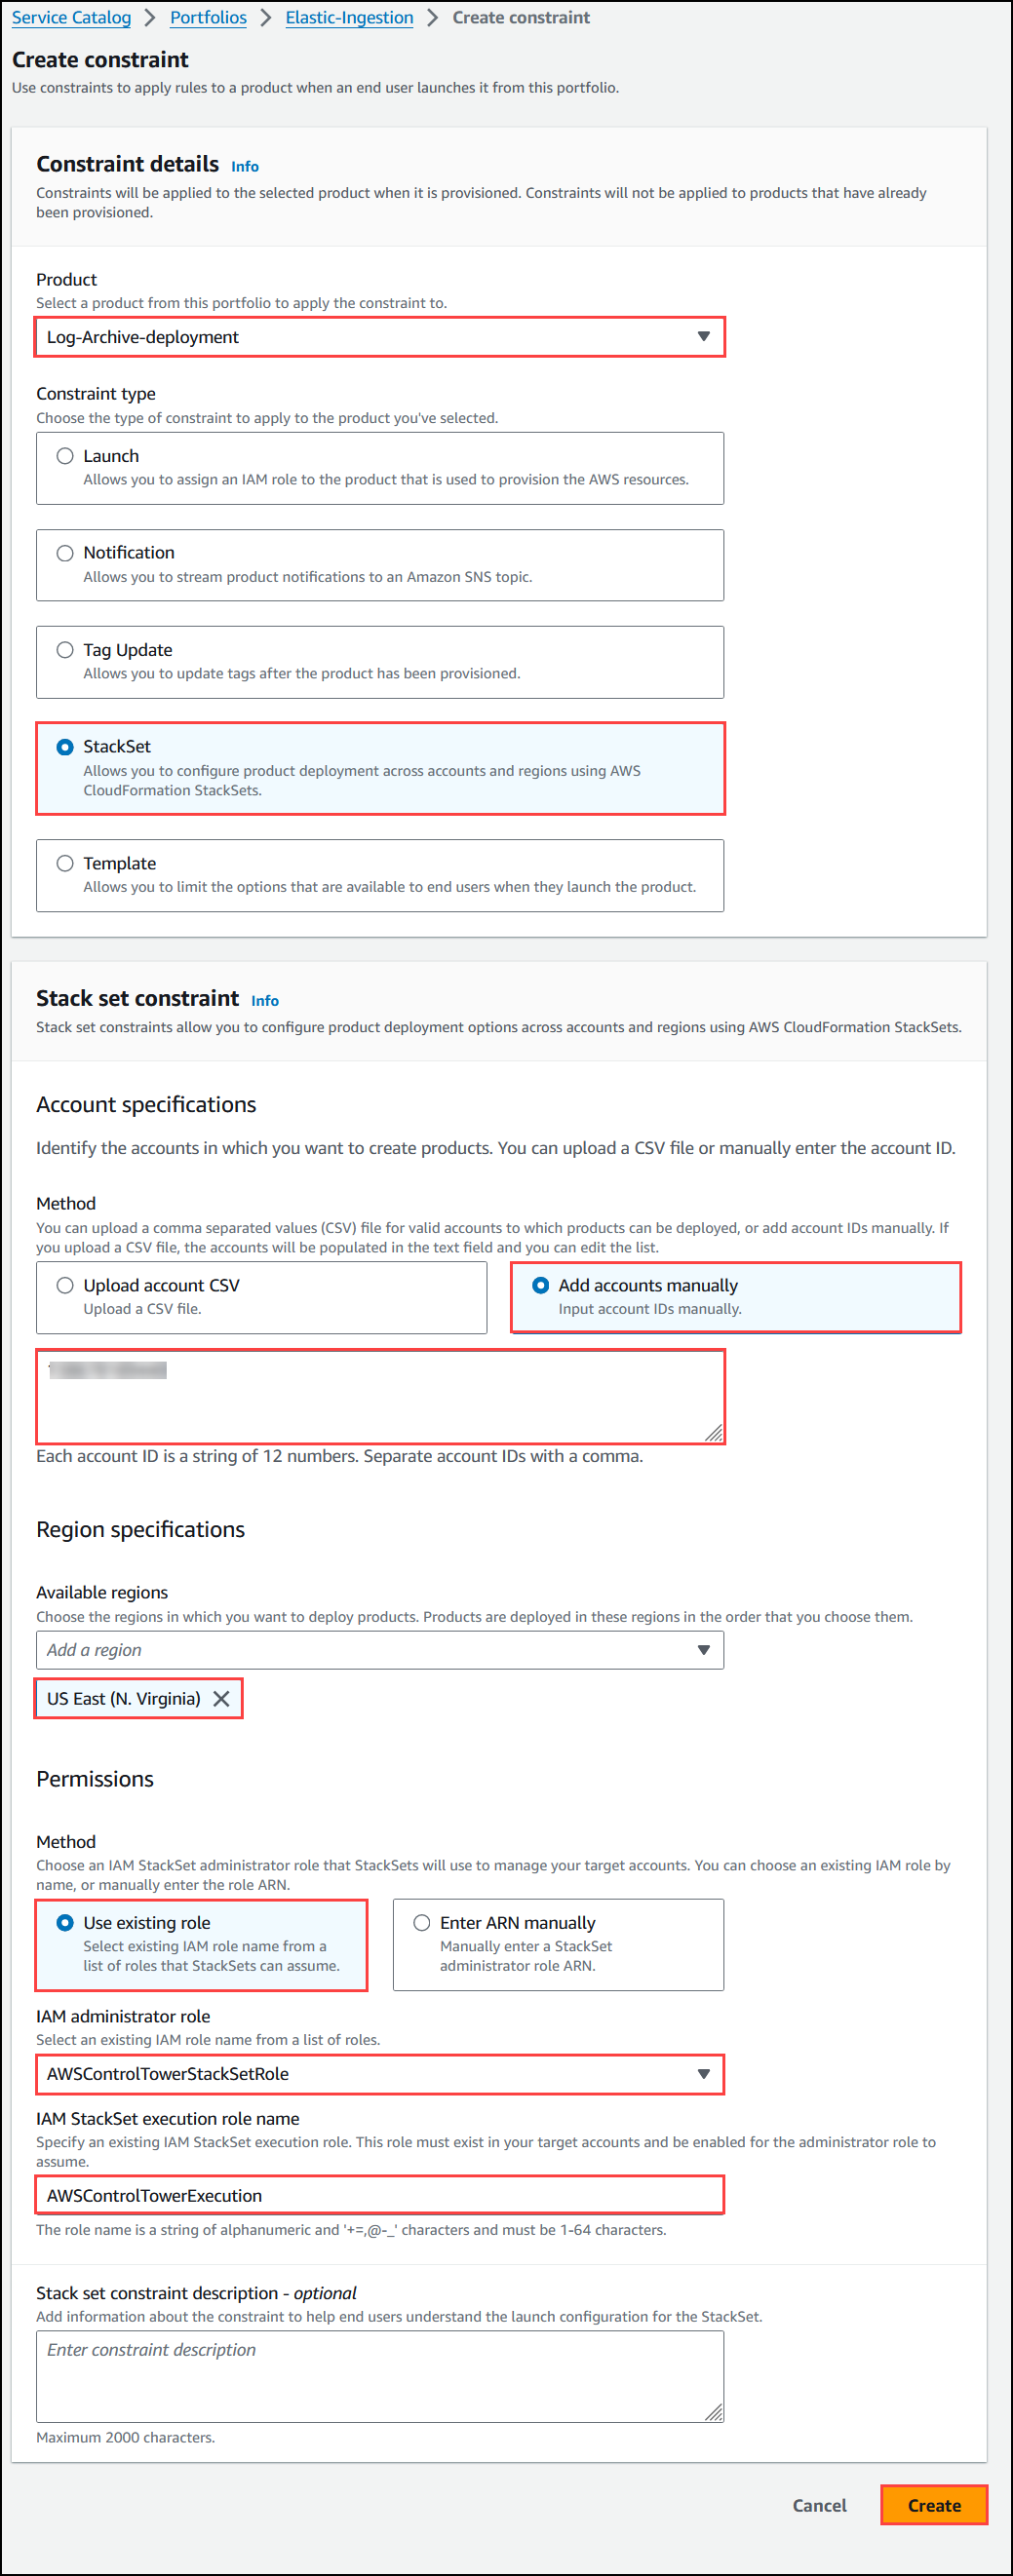 Service Catalog > Portfolios > Elastic-Ingestion > Create constraint
Create constraint
Use constraints to apply rules to a product when an end user launches it from this portfolio.
Constraint details Info
Constraints will be applied to the selected product when it is provisioned. Constraints will not be applied to products that have already
been provisioned.
Product
Select a product from this portfolio to apply the constraint to.
Log-Archive-deployment
Constraint type
Choose the type of constraint to apply to the product you've selected.
Launch
Allows you to assign an IAM role to the product that is used to provision the AWS resources.
Notification
Allows you to stream product notifications to an Amazon SNS topic.
Tag Update
Allows you to update tags after the product has been provisioned.
StackSet
Allows you to configure product deployment across accounts and regions using AWS
CloudFormation StackSets.
Template
Allows you to limit the options that are available to end users when they launch the product.
Stack set constraint Info
Stack set constraints allow you to configure product deployment options across accounts and regions using AWS CloudFormation StackSets.
Account specifications
Identify the accounts in which you want to create products. You can upload a CSV file or manually enter the account ID.
Method
You can upload a comma separated values (CSV) file for valid accounts to which products can be deployed, or add account IDs manually. If
you upload a CSV file, the accounts will be populated in the text field and you can edit the list.
Upload account CSV
Upload a CSV file.
Add accounts manually
Input account IDs manually.
Each account ID is a string of 12 numbers. Separate account IDs with a comma.
Region specifications
Available regions
Choose the regions in which you want to deploy products. Products are deployed in these regions in the order that you choose them.
Add a region
US East (N. Virginia)
Permissions
Method
Choose an IAM StackSet administrator role that StackSets will use to manage your target accounts. You can choose an existing IAM role by
name, or manually enter the role ARN.
Use existing role
Select existing IAM role name from a
list of roles that StackSets can assume.
Enter ARN manually
Manually enter a StackSet
administrator role ARN.
IAM administrator role
Select an existing IAM role name from a list of roles.
AWSControlTowerStackSetRole
IAM StackSet execution role name
Specify an existing IAM StackSet execution role. This role must exist in your target accounts and be enabled for the administrator role to
assume.
AWSControlTowerExecution
The role name is a string of alphanumeric and '+=,@-_' characters and must be 1-64 characters.
Stack set constraint description - optional
Add information about the constraint to help end users understand the launch configuration for the StackSet.
Enter constraint description
Maximum 2000 characters.
Cancel
Create